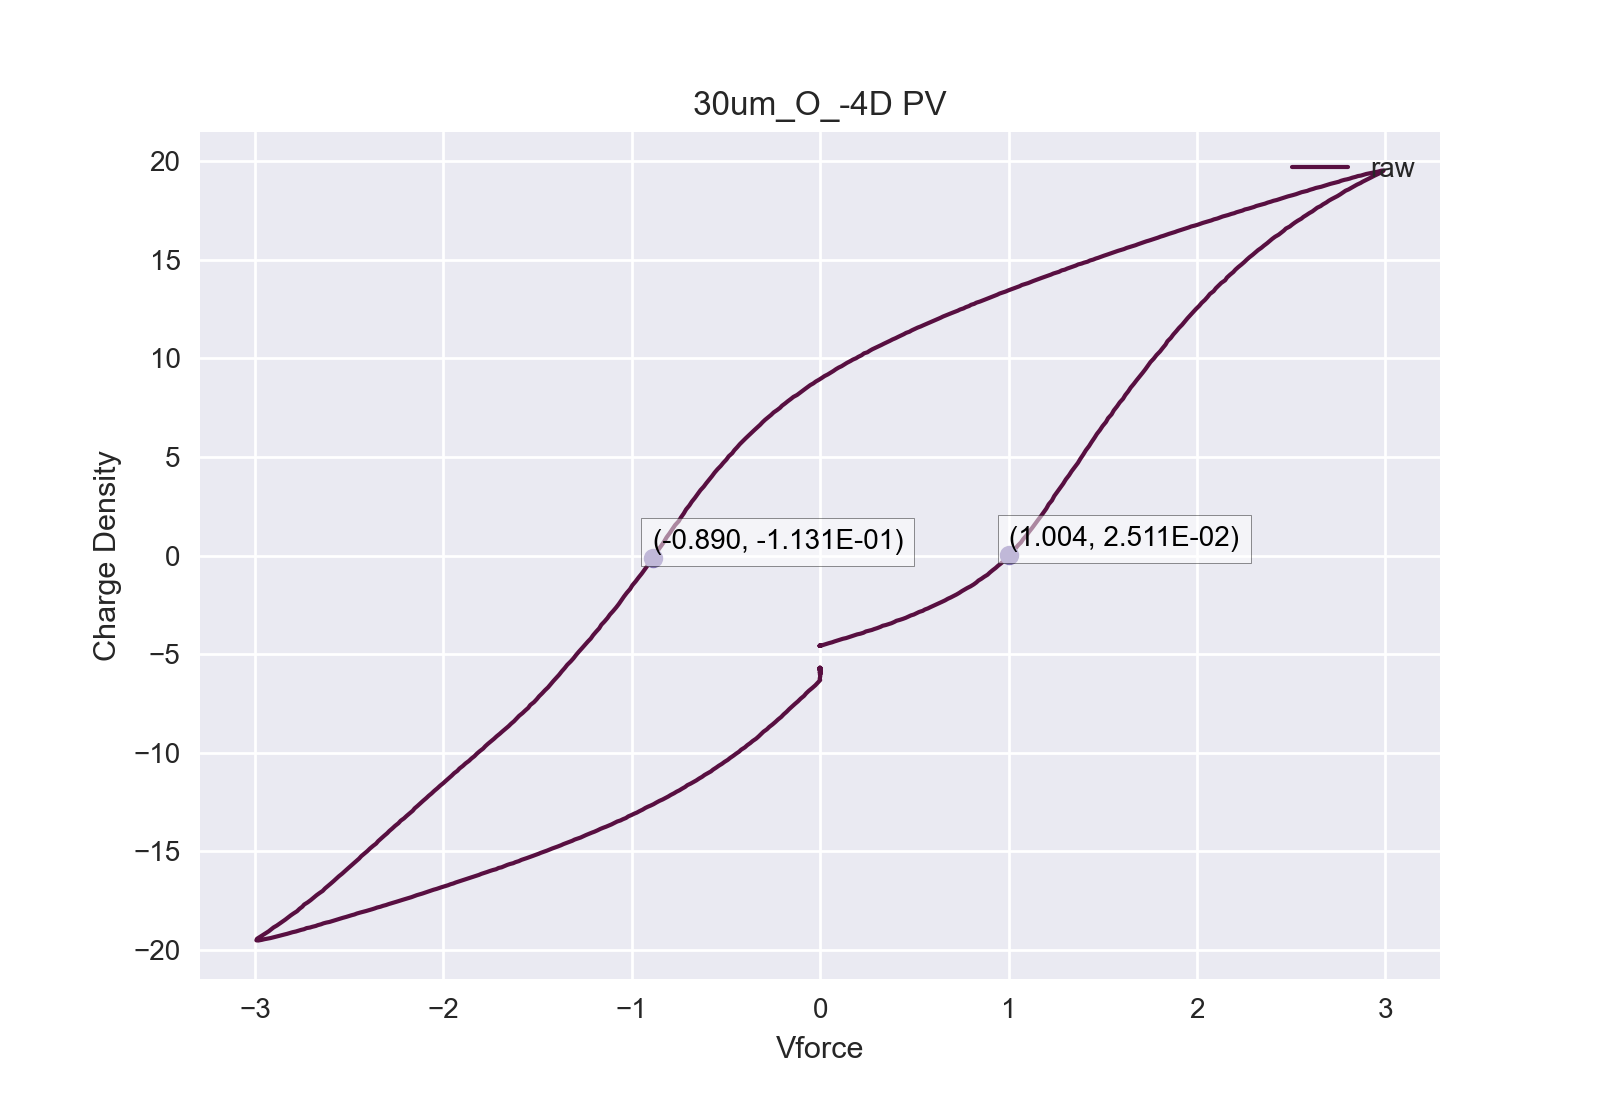 30um_O_-4D PV
20
15
10
5
0
−5
−10
−15
−20
Charge Density
raw
(-0.890, -1.131E-01)
(1.004, 2.511E-02)
−3
−2
−1
0
1
2
3
Vforce